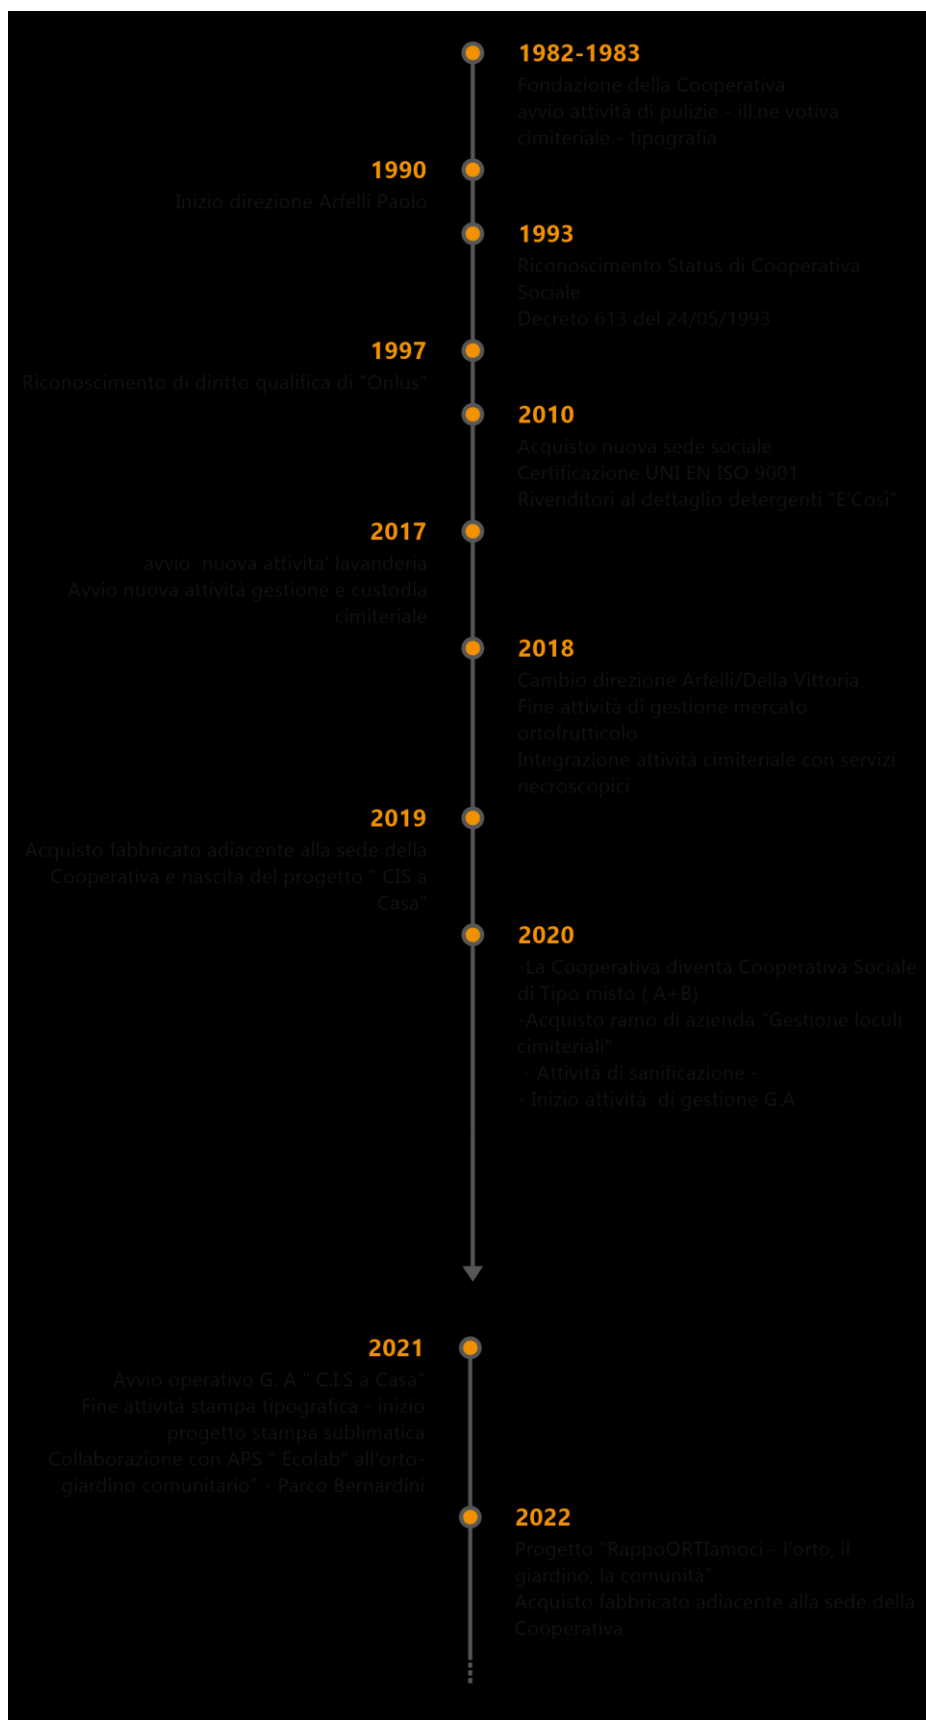 1982-1983
Fondazione della Cooperativa
avvio attività di pulizie - ill.ne votiva
cimiteriale - tipografia
1990
Inizio direzione Arfelli Paolo
1993
Riconoscimento Status di Cooperativa
Sociale
Decreto 613 del 24/05/1993
1997
Riconoscimento di diritto qualifica di "Onlus"
2010
Acquisto nuova sede sociale
Certificazione UNI EN ISO 9001
Rivenditori al dettaglio detergenti "E'Così"
2017
avvio  nuova attivita' lavanderia
Avvio nuova attività gestione e custodia
cimiteriale
2018
Cambio direzione Arfelli/Della Vittoria
Fine attività di gestione mercato
ortofrutticolo
Integrazione attività cimiteriale con servizi
necroscopici
2019
Acquisto fabbricato adiacente alla sede della
Cooperativa e nascita del progetto " CIS a
Casa"
2020
-La Cooperativa diventa Cooperativa Sociale
di Tipo misto ( A+B)
-Acquisto ramo di azienda "Gestione loculi
cimiteriali"
- Attività di sanificazione -
- Inizio attività  di gestione G.A
2021
Avvio operativo G. A " C.I.S a Casa"
Fine attività stampa tipografica - inizio
progetto stampa sublimatica
Collaborazione con APS " Ecolab" all'orto-
giardino comunitario" - Parco Bernardini
2022
Progetto "RappoORTIamoci - l'orto, il
giardino, la comunità"
Acquisto fabbricato adiacente alla sede della
Cooperativa